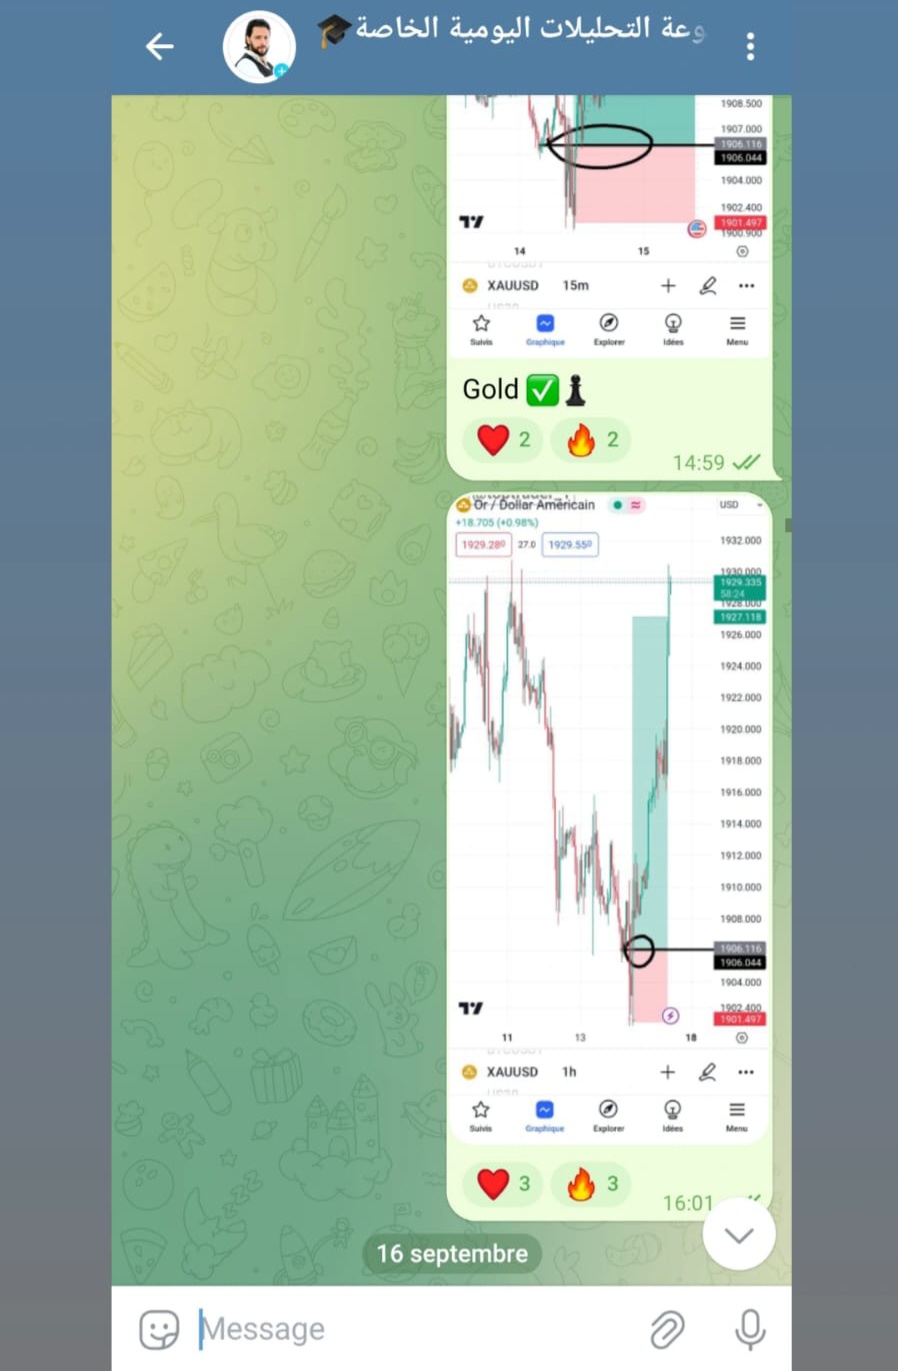 وعة التحليلات اليومية الخاصة🎓
1908.500
1907.000
1906.116
1906.044
1904.000
1902.400
1901.497
1900.900
14 15
XAUUSD 15m
Suivis Graphique Explorer Idées Menu
Gold ✅♟
❤️ 2 🔥 2
14:59
Or / Dollar Américain USD
+18.705 (+0.98%)
1929.280 27.0 1929.550
1932.000
1930.000
1929.335
58:24
1928.000
1927.118
1926.000
1924.000
1922.000
1920.000
1918.000
1916.000
1914.000
1912.000
1910.000
1908.000
1906.116
1906.044
1904.000
1902.400
1901.497
11 13 18
XAUUSD 1h
Suivis Graphique Explorer Idées Menu
❤️ 3 🔥 3
16:01
16 septembre
Message